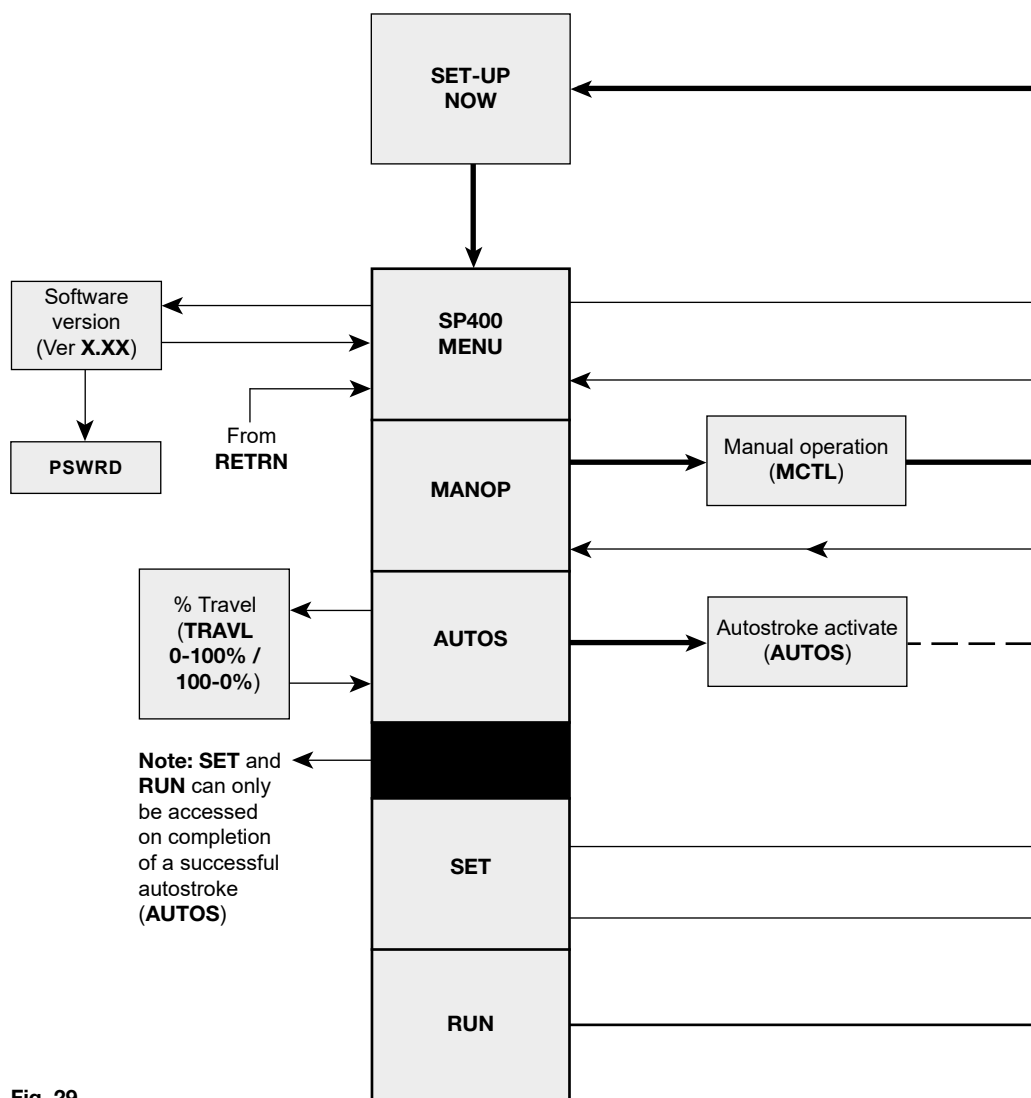 SET-UP
NOW
Software
version
(Ver X.XX)
SP400
MENU
PSWRD
From
RETRN
MANOP
Manual operation
(MCTL)
% Travel
(TRAVL
0-100% /
100-0%)
AUTOS
Autostroke activate
(AUTOS)
Note: SET and
RUN can only
be accessed
on completion
of a successful
autostroke
(AUTOS)
SET
RUN
Fig. 29